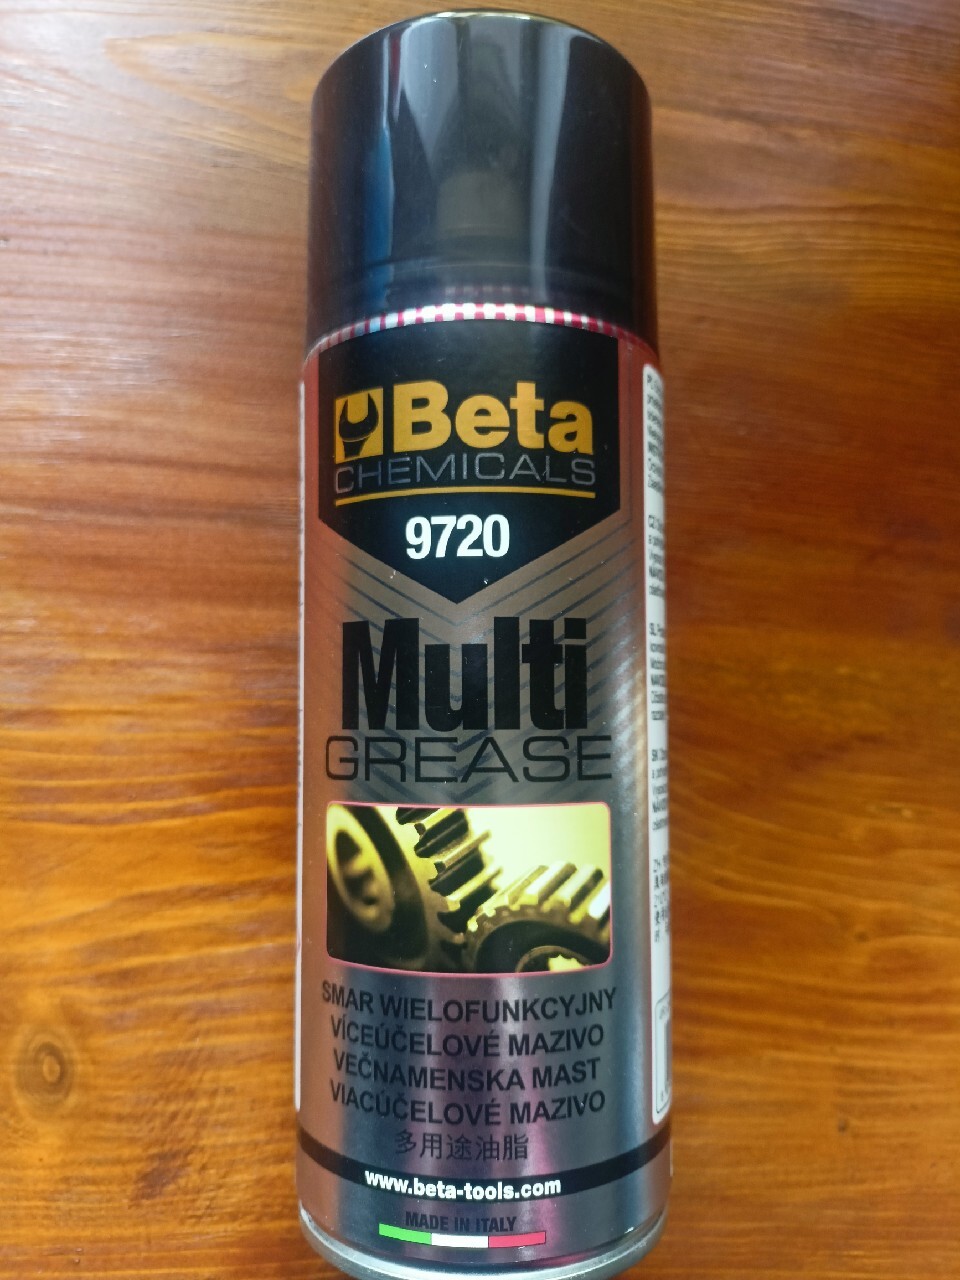 Beta
CHEMICALS
9720
Multi
GREASE
SMAR WIELOFUNKCYJNY
VÍCEÚČELOVÉ MAZIVO
VEČNAMENSKA MAST
VIACÚČELOVÉ MAZIVO
多用途油脂
www.beta-tools.com
MADE IN ITALY